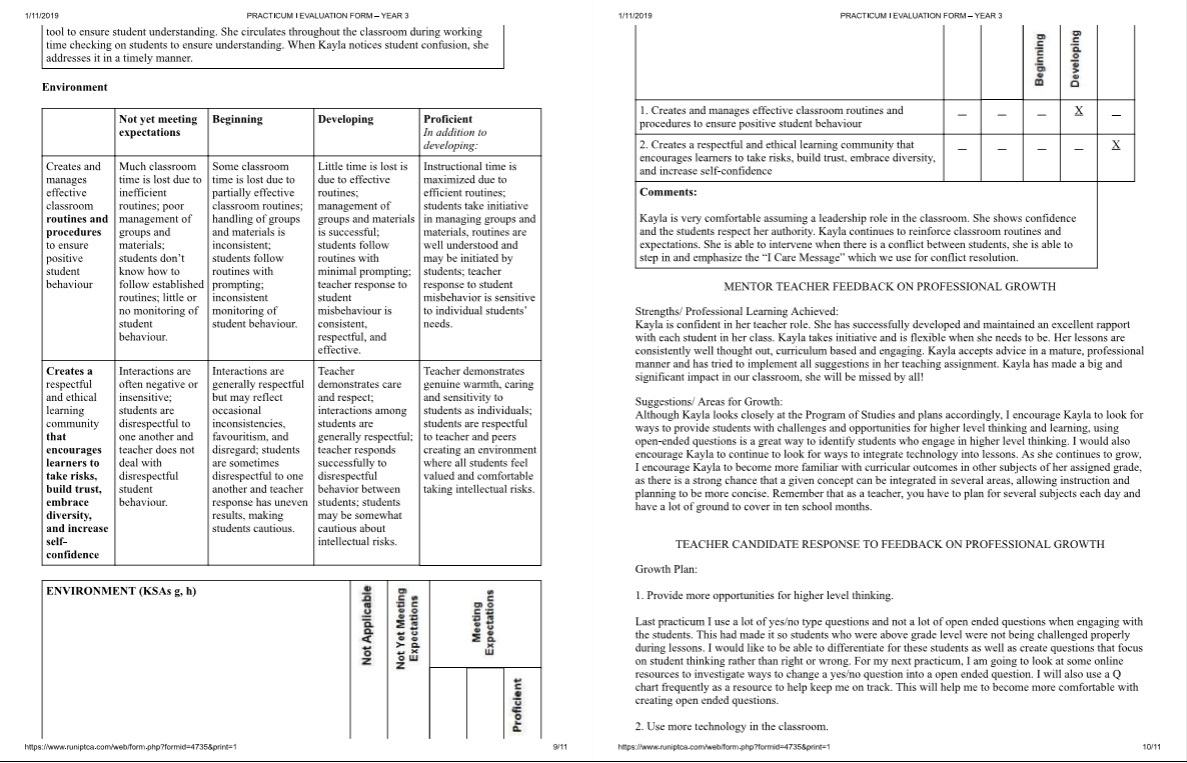 1/11/2019
PRACTICUM I EVALUATION FORM – YEAR 3
tool to ensure student understanding. She circulates throughout the classroom during working
time checking on students to ensure understanding. When Kayla notices student confusion, she
addresses it in a timely manner.
Environment
Not yet meeting
expectations
Beginning
Developing
Proficient
In addition to
developing:
Creates and
manages
effective
classroom
routines and
procedures
to ensure
positive
student
behaviour
Much classroom
time is lost due to
inefficient
routines; poor
management of
groups and
materials;
students don't
know how to
follow established
routines; little or
no monitoring of
student
behaviour.
Some classroom
time is lost due to
partially effective
classroom routines;
handling of groups
and materials is
inconsistent;
students follow
routines with
prompting;
inconsistent
monitoring of
student behaviour.
Little time is lost is
due to effective
routines;
management of
groups and materials
is successful;
students follow
routines with
minimal prompting;
teacher response to
student
misbehaviour is
consistent,
respectful, and
effective.
Instructional time is
maximized due to
efficient routines;
students take initiative
in managing groups and
materials, routines are
well understood and
may be initiated by
students; teacher
response to student
misbehavior is sensitive
to individual students'
needs.
Creates a
respectful
and ethical
learning
community
that
encourages
learners to
take risks,
build trust,
embrace
diversity,
and increase
self-
confidence
Interactions are
often negative or
insensitive;
students are
disrespectful to
one another and
teacher does not
deal with
disrespectful
student
behaviour.
Interactions are
generally respectful
but may reflect
occasional
inconsistencies,
favouritism, and
disregard; students
are sometimes
disrespectful to one
another and teacher
response has uneven
results, making
students cautious.
Teacher
demonstrates care
and respect;
interactions among
students are
generally respectful;
teacher responds
successfully to
disrespectful
behavior between
students; students
may be somewhat
cautious about
intellectual risks.
Teacher demonstrates
genuine warmth, caring
and sensitivity to
students as individuals;
students are respectful
to teacher and peers
creating an environment
where all students feel
valued and comfortable
taking intellectual risks.
ENVIRONMENT (KSAs g, h)
Not Applicable
Not Yet Meeting
Expectations
Meeting
Expectations
Proficient
https://www.runiptca.com/web/form.php?formid=4735&print=1
9/11
1/11/2019
PRACTICUM I EVALUATION FORM – YEAR 3
Beginning
Developing
1. Creates and manages effective classroom routines and
procedures to ensure positive student behaviour
_ _ _ X _
2. Creates a respectful and ethical learning community that
encourages learners to take risks, build trust, embrace diversity,
and increase self-confidence
_ _ _ _ X
Comments:
Kayla is very comfortable assuming a leadership role in the classroom. She shows confidence
and the students respect her authority. Kayla continues to reinforce classroom routines and
expectations. She is able to intervene when there is a conflict between students, she is able to
step in and emphasize the “I Care Message” which we use for conflict resolution.
MENTOR TEACHER FEEDBACK ON PROFESSIONAL GROWTH
Strengths/ Professional Learning Achieved:
Kayla is confident in her teacher role. She has successfully developed and maintained an excellent rapport
with each student in her class. Kayla takes initiative and is flexible when she needs to be. Her lessons are
consistently well thought out, curriculum based and engaging. Kayla accepts advice in a mature, professional
manner and has tried to implement all suggestions in her teaching assignment. Kayla has made a big and
significant impact in our classroom, she will be missed by all!
Suggestions/ Areas for Growth:
Although Kayla looks closely at the Program of Studies and plans accordingly, I encourage Kayla to look for
ways to provide students with challenges and opportunities for higher level thinking and learning, using
open-ended questions is a great way to identify students who engage in higher level thinking. I would also
encourage Kayla to continue to look for ways to integrate technology into lessons. As she continues to grow,
I encourage Kayla to become more familiar with curricular outcomes in other subjects of her assigned grade,
as there is a strong chance that a given concept can be integrated in several areas, allowing instruction and
planning to be more concise. Remember that as a teacher, you have to plan for several subjects each day and
have a lot of ground to cover in ten school months.
TEACHER CANDIDATE RESPONSE TO FEEDBACK ON PROFESSIONAL GROWTH
Growth Plan:
1. Provide more opportunities for higher level thinking.
Last practicum I use a lot of yes/no type questions and not a lot of open ended questions when engaging with
the students. This had made it so students who were above grade level were not being challenged properly
during lessons. I would like to be able to differentiate for these students as well as create questions that focus
on student thinking rather than right or wrong. For my next practicum, I am going to look at some online
resources to investigate ways to change a yes/no question into a open ended question. I will also use a Q
chart frequently as a resource to help keep me on track. This will help me to become more comfortable with
creating open ended questions.
2. Use more technology in the classroom.
https://www.runiptca.com/web/form.php?formid=4735&print=1
10/11